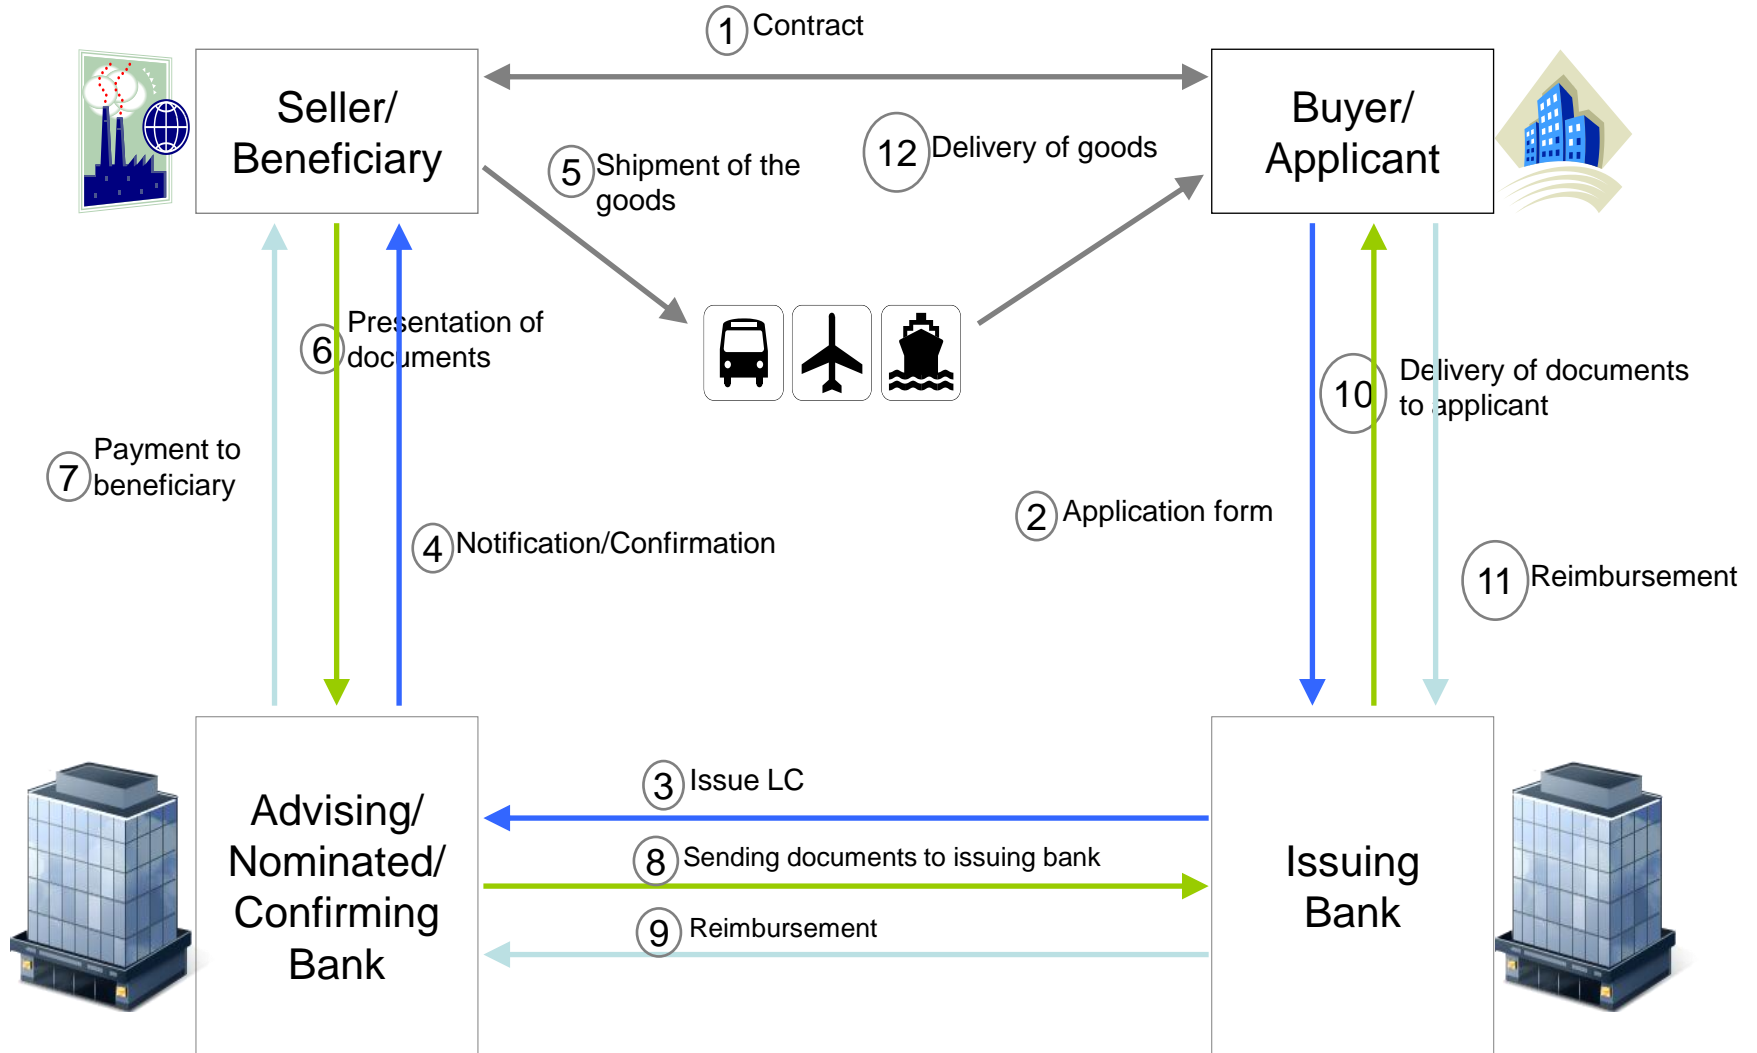 1 Contract
Seller/
Beneficiary
Buyer/
Applicant
12 Delivery of goods
5 Shipment of the
goods
6 Presentation of
documents
10 Delivery of documents
to applicant
7 Payment to
beneficiary
2 Application form
4 Notification/Confirmation
11 Reimbursement
3 Issue LC
Advising/
Nominated/
Confirming
Bank
8 Sending documents to issuing bank
Issuing
Bank
9 Reimbursement